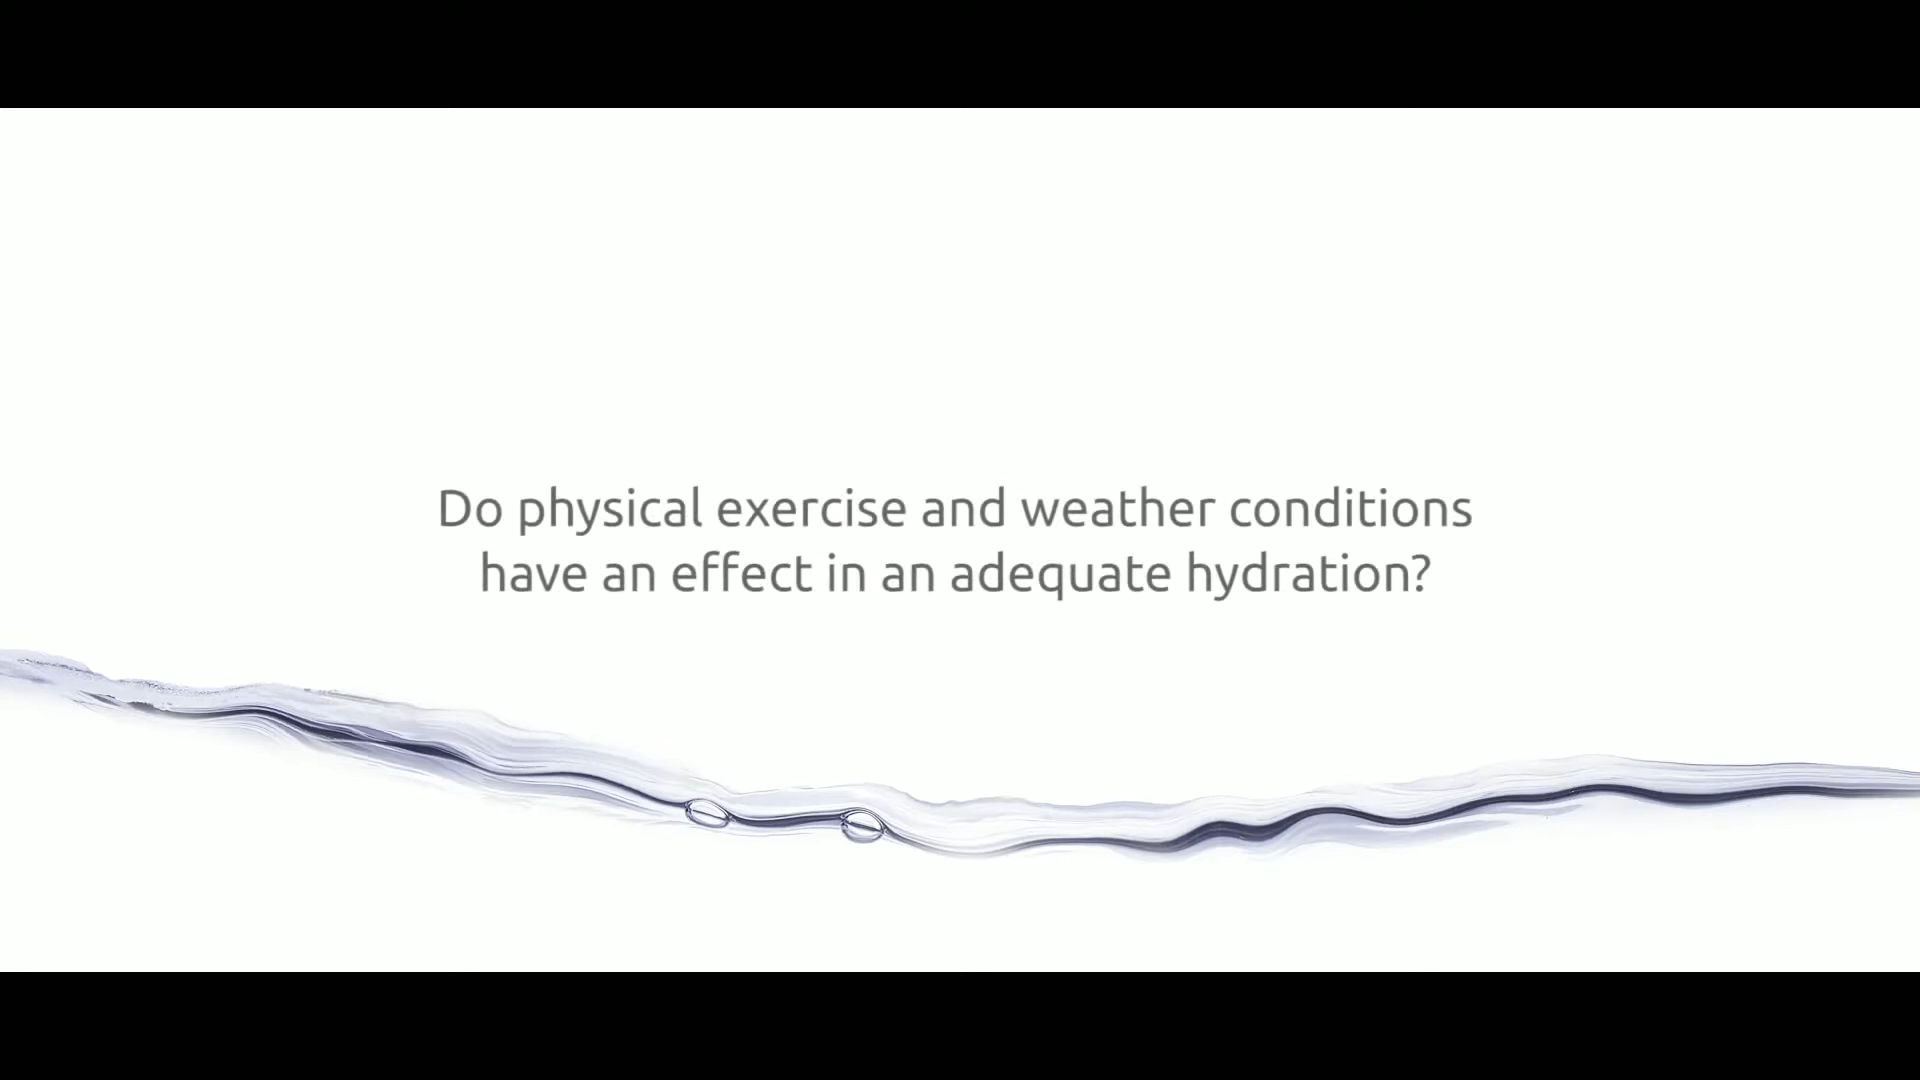 Do physical exercise and weather conditions
have an effect in an adequate hydration?